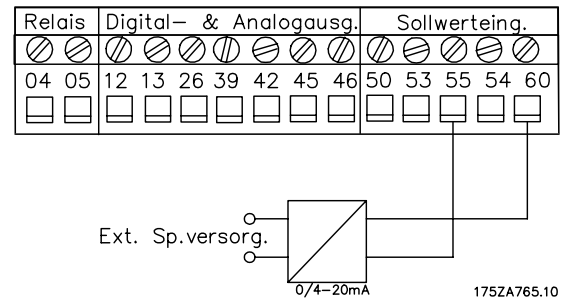 Relais Digital- & Analogausg. Sollwerteing.
04 05 12 13 26 39 42 45 46 50 53 55 54 60
Ext. Sp.versorg.
0/4-20mA
175ZA765.10